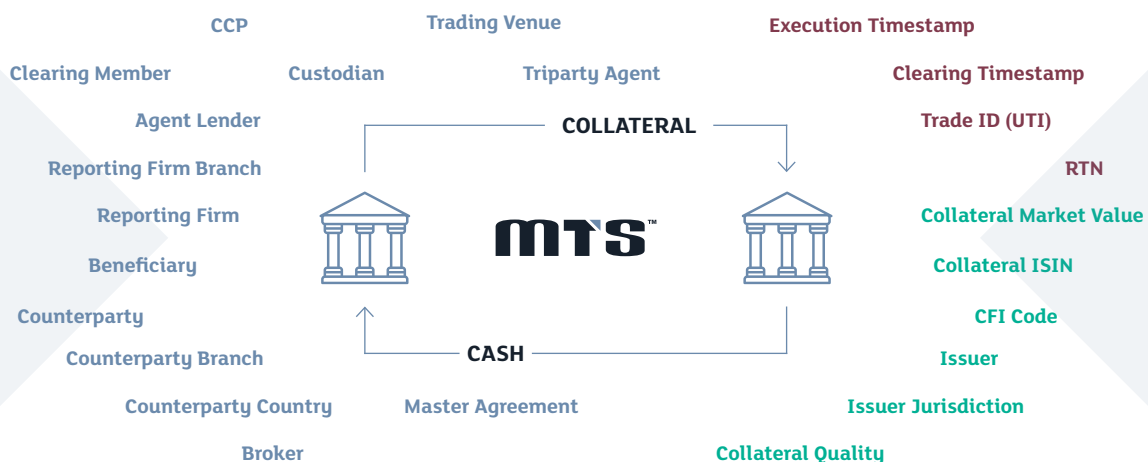 CCP
Trading Venue
Execution Timestamp
Clearing Member
Custodian
Triparty Agent
Clearing Timestamp
Agent Lender
COLLATERAL
Trade ID (UTI)
Reporting Firm Branch
RTN
Reporting Firm
MTS™
Collateral Market Value
Beneficiary
Collateral ISIN
Counterparty
CFI Code
Counterparty Branch
CASH
Issuer
Counterparty Country
Master Agreement
Issuer Jurisdiction
Broker
Collateral Quality